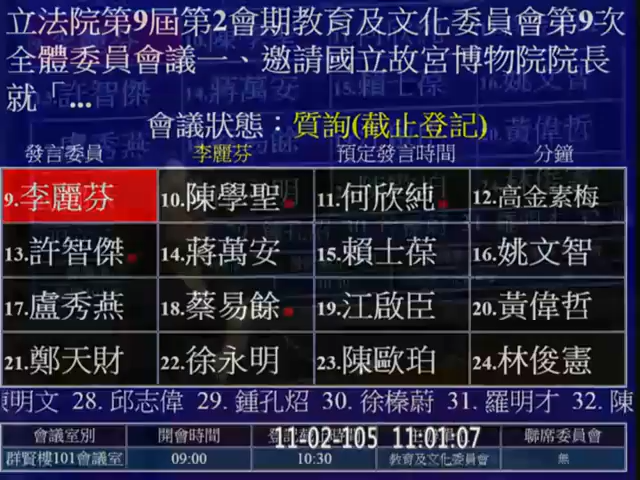 立法院第9屆第2會期教育及文化委員會第9次
全體委員會議一、邀請國立故宮博物院院長
就「...
會議狀態：質詢(截止登記)
發言委員 李麗芬 預定發言時間 分鐘
9.李麗芬 10.陳學聖 11.何欣純 12.高金素梅
13.許智傑 14.蔣萬安 15.賴士葆 16.姚文智
17.盧秀燕 18.蔡易餘 19.江啟臣 20.黃偉哲
21.鄭天財 22.徐永明 23.陳歐珀 24.林俊憲
明文 28. 邱志偉 29. 鍾孔炤 30. 徐榛蔚 31. 羅明才 32. 陳
會議室別 開會時間 聯席委員會
11-02-105 11:01:07
群賢樓101會議室 09:00 10:30 教育及文化委員會 無